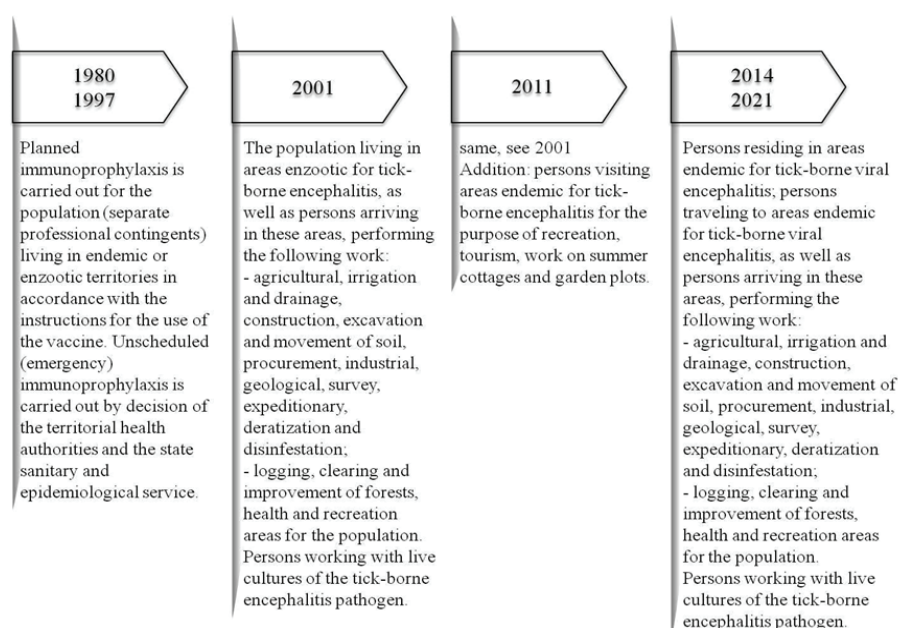 1980
1997
Planned
immunoprophylaxis is
carried out for the
population (separate
professional contingents)
living in endemic or
enzootic territories in
accordance with the
instructions for the use of
the vaccine. Unscheduled
(emergency)
immunoprophylaxis is
carried out by decision of
the territorial health
authorities and the state
sanitary and
epidemiological service.
2001
The population living in
areas enzootic for tick-
borne encephalitis, as
well as persons arriving
in these areas, performing
the following work:
- agricultural, irrigation
and drainage,
construction, excavation
and movement of soil,
procurement, industrial,
geological, survey,
expeditionary,
deratization and
disinfestation;
- logging, clearing and
improvement of forests,
health and recreation
areas for the population.
Persons working with live
cultures of the tick-borne
encephalitis pathogen.
2011
same, see 2001
Addition: persons visiting
areas endemic for tick-
borne encephalitis for the
purpose of recreation,
tourism, work on summer
cottages and garden plots.
2014
2021
Persons residing in areas
endemic for tick-borne viral
encephalitis; persons
traveling to areas endemic
for tick-borne viral
encephalitis, as well as
persons arriving in these
areas, performing the
following work:
- agricultural, irrigation and
drainage, construction,
excavation and movement of
soil, procurement, industrial,
geological, survey,
expeditionary, deratization
and disinfestation;
- logging, clearing and
improvement of forests,
health and recreation areas
for the population.
Persons working with live
cultures of the tick-borne
encephalitis pathogen.